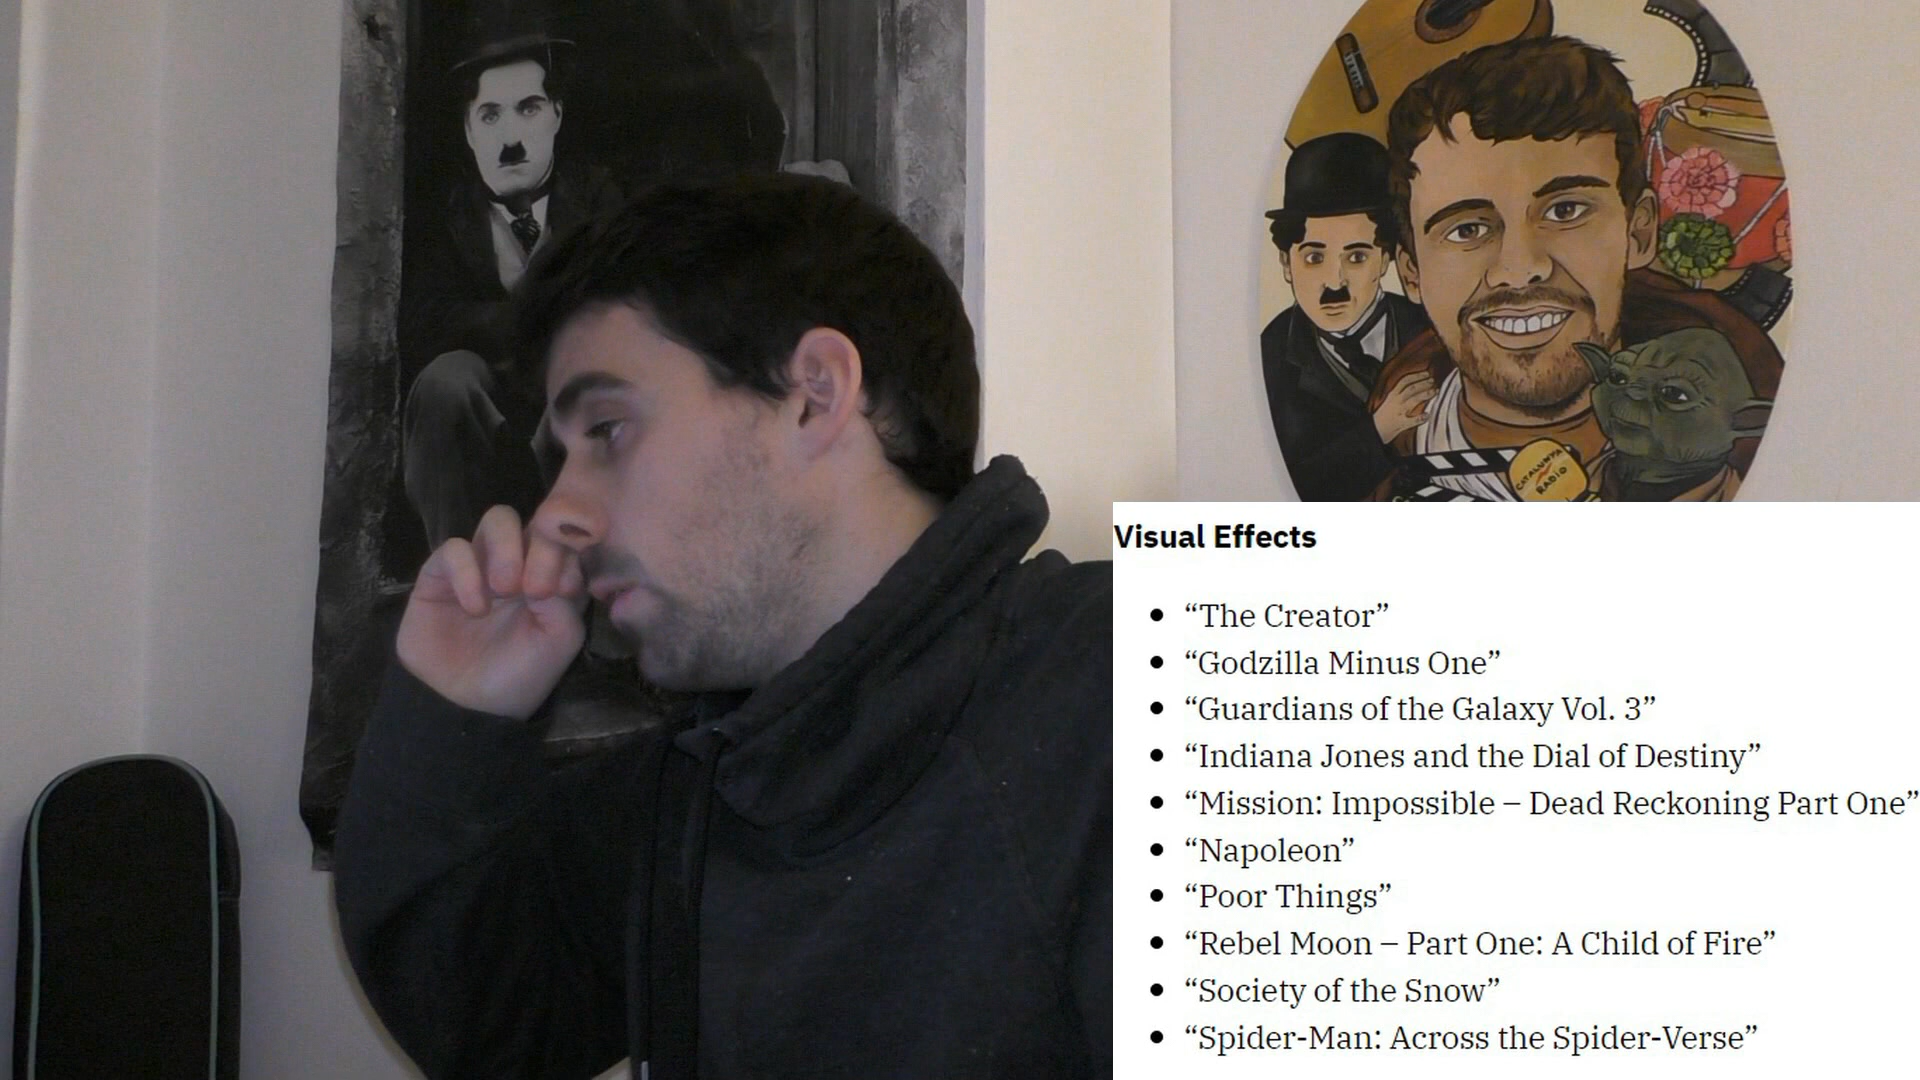 CATALUNYA
RADIO
Visual Effects
“The Creator”
“Godzilla Minus One”
“Guardians of the Galaxy Vol. 3”
“Indiana Jones and the Dial of Destiny”
“Mission: Impossible – Dead Reckoning Part One”
“Napoleon”
“Poor Things”
“Rebel Moon – Part One: A Child of Fire”
“Society of the Snow”
“Spider-Man: Across the Spider-Verse”